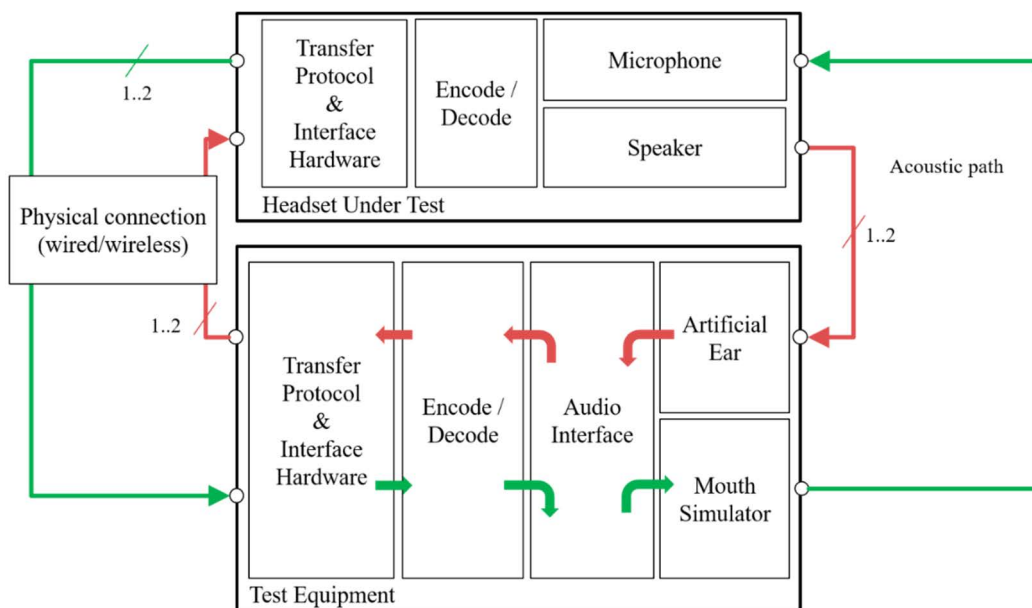 Transfer
Protocol
&
Interface
Hardware
Encode /
Decode
Microphone
Speaker
Headset Under Test
1..2
Physical connection
(wired/wireless)
1..2
Acoustic path
1..2
Transfer
Protocol
&
Interface
Hardware
Encode /
Decode
Audio
Interface
Artificial
Ear
Mouth
Simulator
Test Equipment